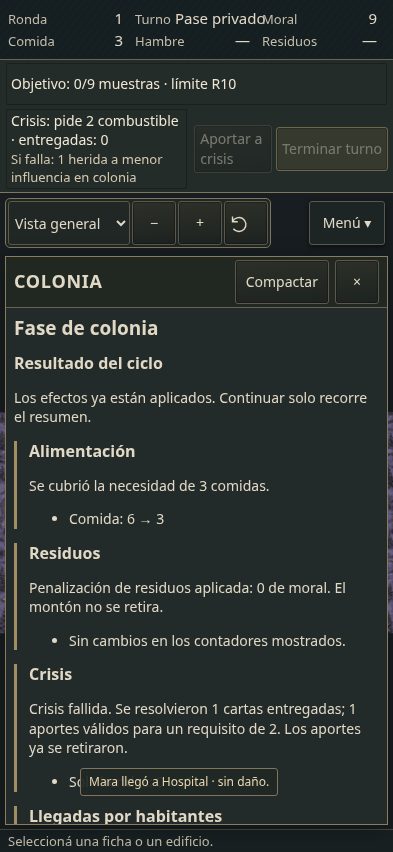 Ronda 1 Turno Pase privado Moral 9
Comida 3 Hambre — Residuos —
Objetivo: 0/9 muestras · límite R10
Crisis: pide 2 combustible
· entregadas: 0
Si falla: 1 herida a menor
influencia en colonia
Aportar a
crisis
Terminar turno
Vista general − +
Menú ▾
COLONIA Compactar ×
Fase de colonia
Resultado del ciclo
Los efectos ya están aplicados. Continuar solo recorre
el resumen.
Alimentación
Se cubrió la necesidad de 3 comidas.
• Comida: 6 → 3
Residuos
Penalización de residuos aplicada: 0 de moral. El
montón no se retira.
• Sin cambios en los contadores mostrados.
Crisis
Crisis fallida. Se resolvieron 1 cartas entregadas; 1
aportes válidos para un requisito de 2. Los aportes
ya se retiraron.
Mara llegó a Hospital · sin daño.
Llegadas por habitantes
Seleccioná una ficha o un edificio.